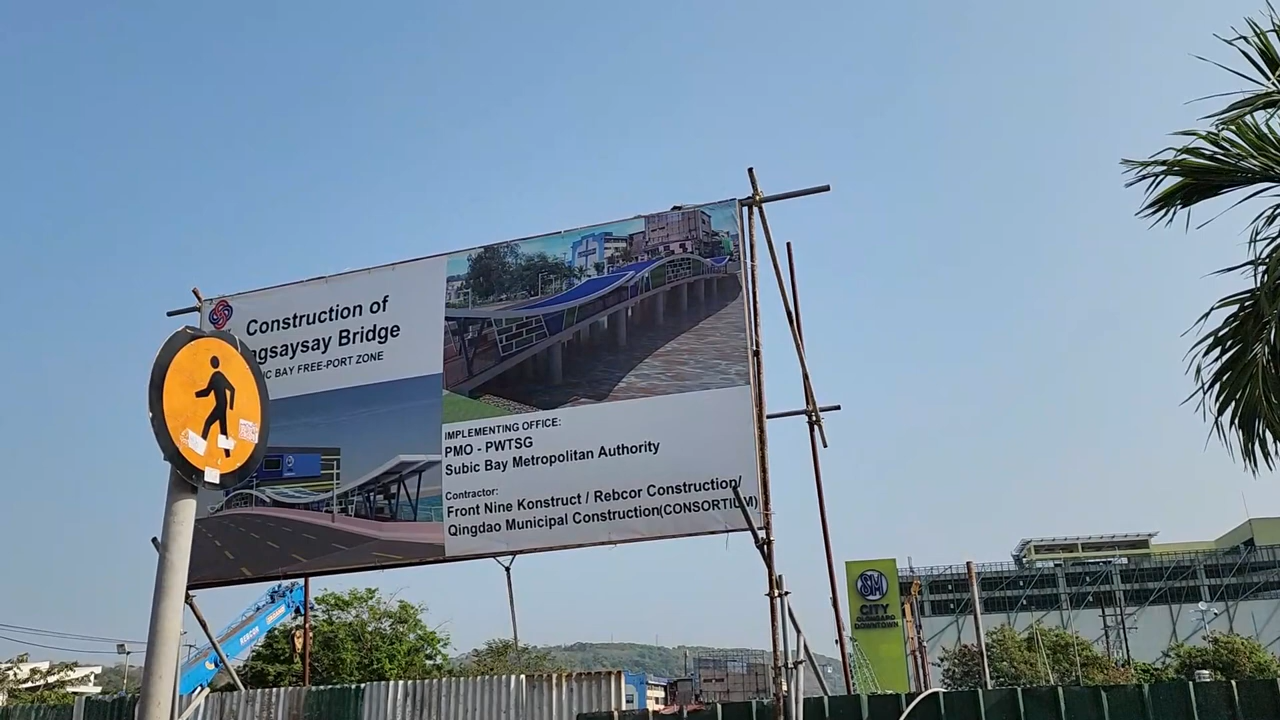 Construction of
gsaysay Bridge
IC BAY FREE-PORT ZONE
IMPLEMENTING OFFICE:
PMO - PWTSG
Subic Bay Metropolitan Authority
Contractor:
Front Nine Konstruct / Rebcor Construction/
Qingdao Municipal Construction(CONSORTIUM)
REBCOR
SM
CITY
OLONGAPO
DOWNTOWN